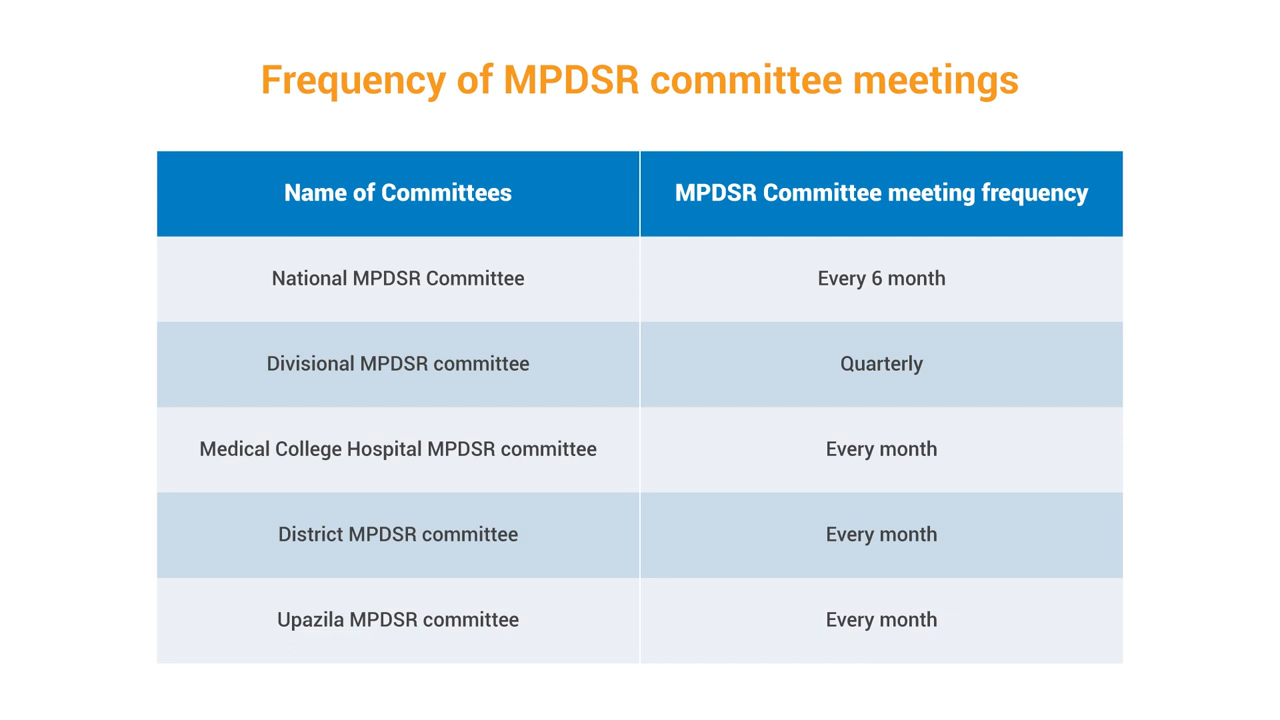 Frequency of MPDSR committee meetings
Name of Committees
MPDSR Committee meeting frequency
National MPDSR Committee
Every 6 month
Divisional MPDSR committee
Quarterly
Medical College Hospital MPDSR committee
Every month
District MPDSR committee
Every month
Upazila MPDSR committee
Every month